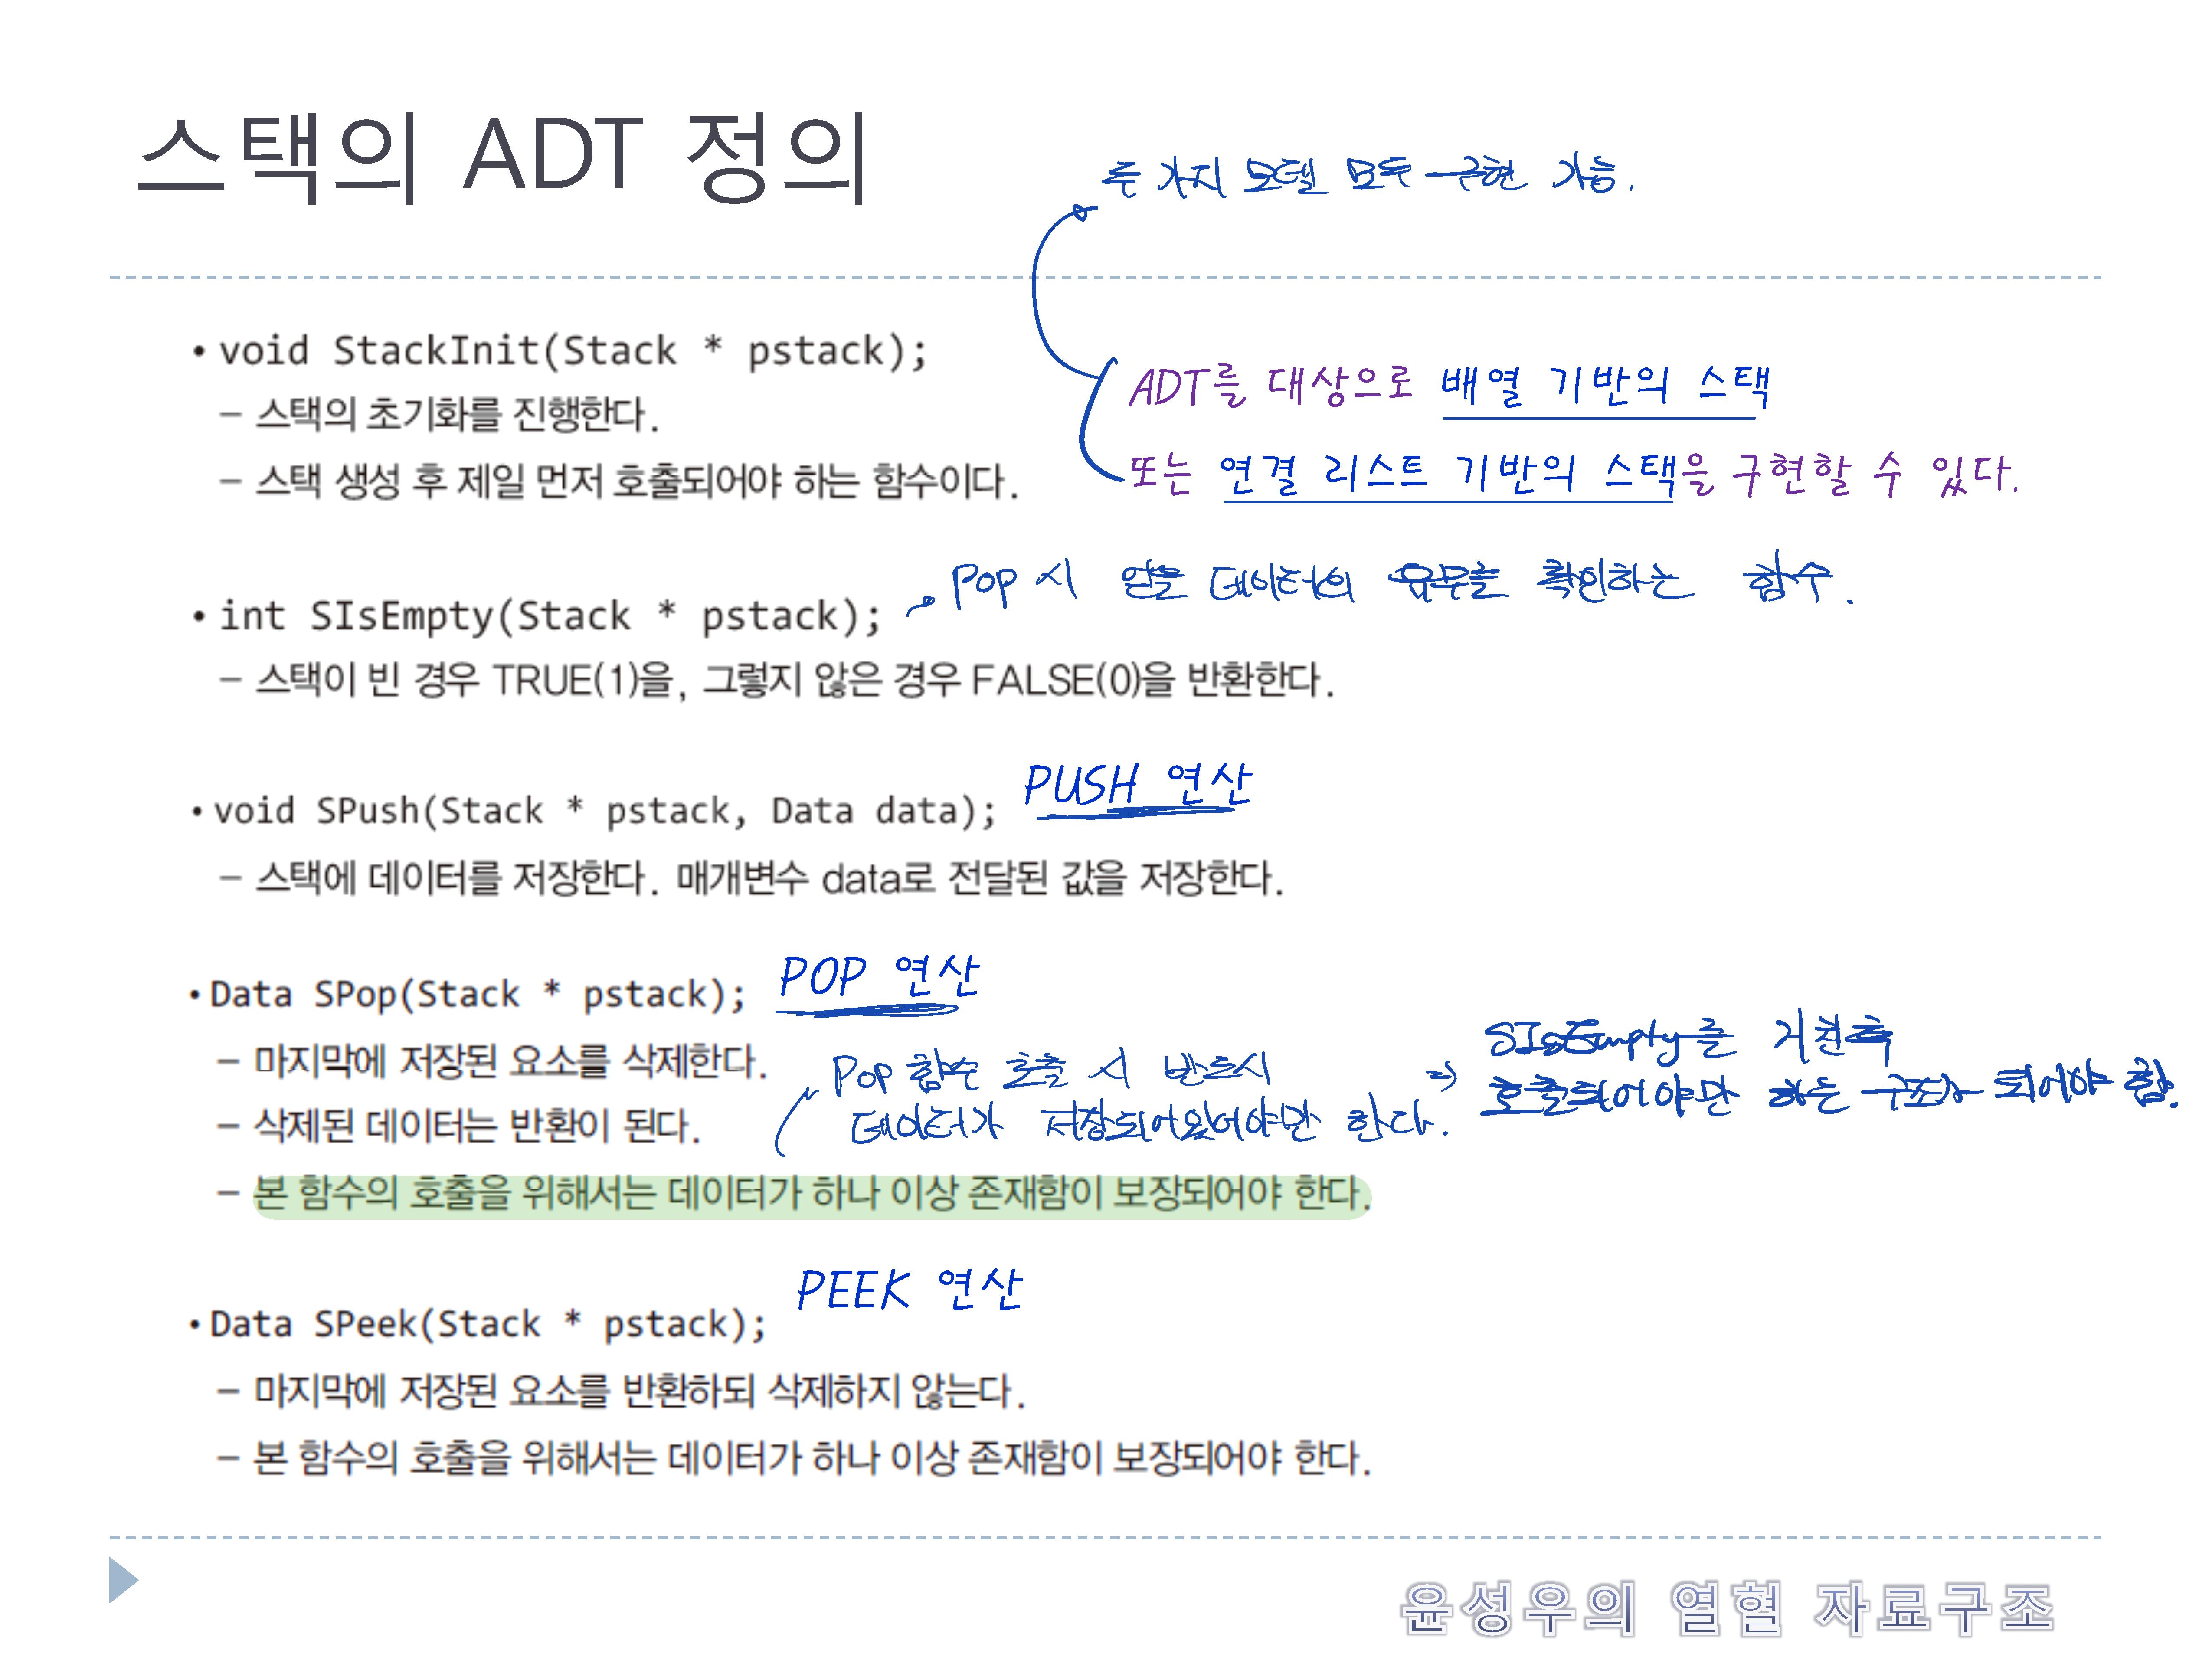 스택의 ADT 정의
두 가지 모델 모두 구현 가능.
• void StackInit(Stack * pstack);
– 스택의 초기화를 진행한다.
– 스택 생성 후 제일 먼저 호출되어야 하는 함수이다.
ADT를 대상으로 배열 기반의 스택
또는 연결 리스트 기반의 스택을 구현할 수 있다.
• int SIsEmpty(Stack * pstack);
Pop 시 없을 데이터의 유무를 확인하는 함수.
– 스택이 빈 경우 TRUE(1)을, 그렇지 않은 경우 FALSE(0)을 반환한다.
• void SPush(Stack * pstack, Data data);
PUSH 연산
– 스택에 데이터를 저장한다. 매개변수 data로 전달된 값을 저장한다.
• Data SPop(Stack * pstack);
POP 연산
– 마지막에 저장된 요소를 삭제한다.
– 삭제된 데이터는 반환이 된다.
Pop 함수 호출 시 반드시
데이터가 저장되어있어야만 한다.
⇒ SIsEmpty를
호출되어야만 하는 구조가 되어야 함.
– 본 함수의 호출을 위해서는 데이터가 하나 이상 존재함이 보장되어야 한다.
PEEK 연산
• Data SPeek(Stack * pstack);
– 마지막에 저장된 요소를 반환하되 삭제하지 않는다.
– 본 함수의 호출을 위해서는 데이터가 하나 이상 존재함이 보장되어야 한다.
윤성우의 열혈 자료구조